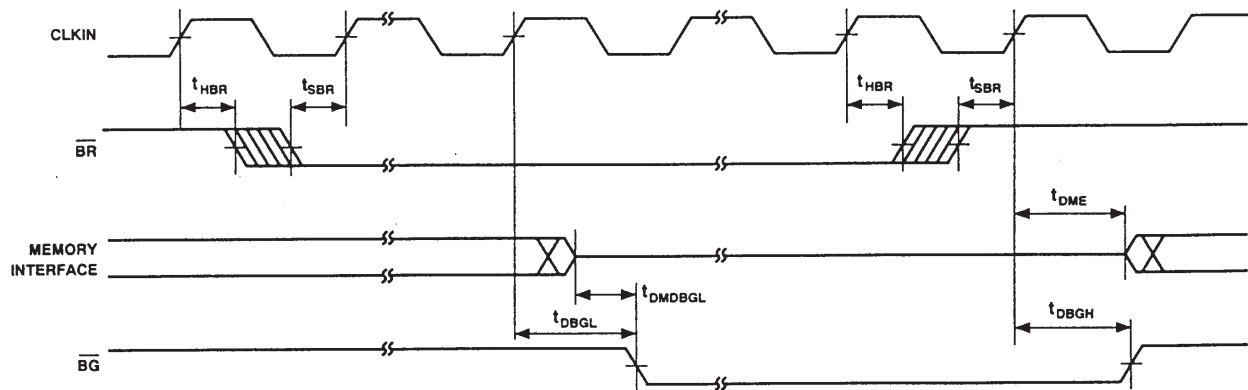 CLKIN
tHBR
tSBR
tHBR
tSBR
BR
tDME
MEMORY
INTERFACE
tDMDBGL
tDBGL
tDBGH
BG